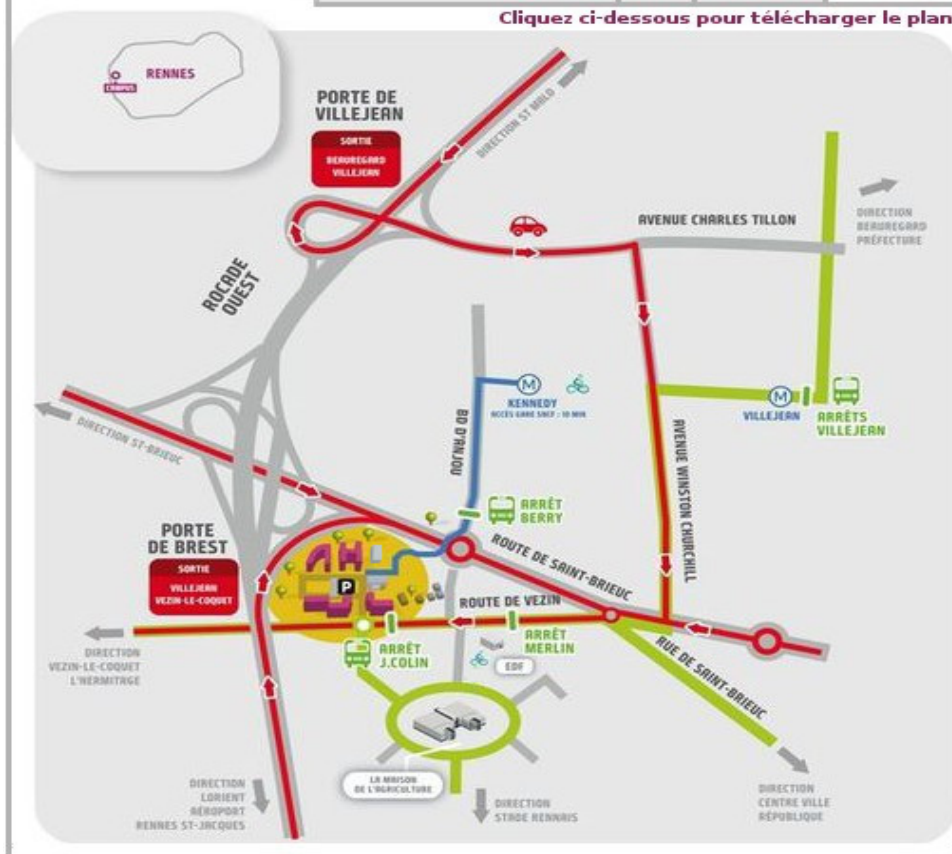 Cliquez ci-dessous pour télécharger le plan
RENNES
CAMPUS
PORTE DE
VILLEJEAN
SORTIE
BEAUREGARD
VILLEJEAN
DIRECTION ST MALO
AVENUE CHARLES TILLON
DIRECTION
BEAUREGARD
PRÉFECTURE
ROCADE
OUEST
M
KENNEDY
ACCÈS GARE SNCF : 10 MIN
M
VILLEJEAN
ARRÊTS
VILLEJEAN
DIRECTION ST-BRIEUC
BD D'ANJOU
AVENUE WINSTON CHURCHILL
ARRÊT
BERRY
PORTE
DE BREST
SORTIE
VILLEJEAN
VEZIN-LE-COQUET
ROUTE DE SAINT-BRIEUC
P
ROUTE DE VEZIN
ARRÊT
MERLIN
ARRÊT
J.COLIN
EDF
DIRECTION
VEZIN-LE-COQUET
L'HERMITAGE
RUE DE SAINT-BRIEUC
LA MAISON
DE L'AGRICULTURE
DIRECTION
LORIENT
AÉROPORT
RENNES ST-JACQUES
DIRECTION
STADE RENNAIS
DIRECTION
CENTRE VILLE
RÉPUBLIQUE